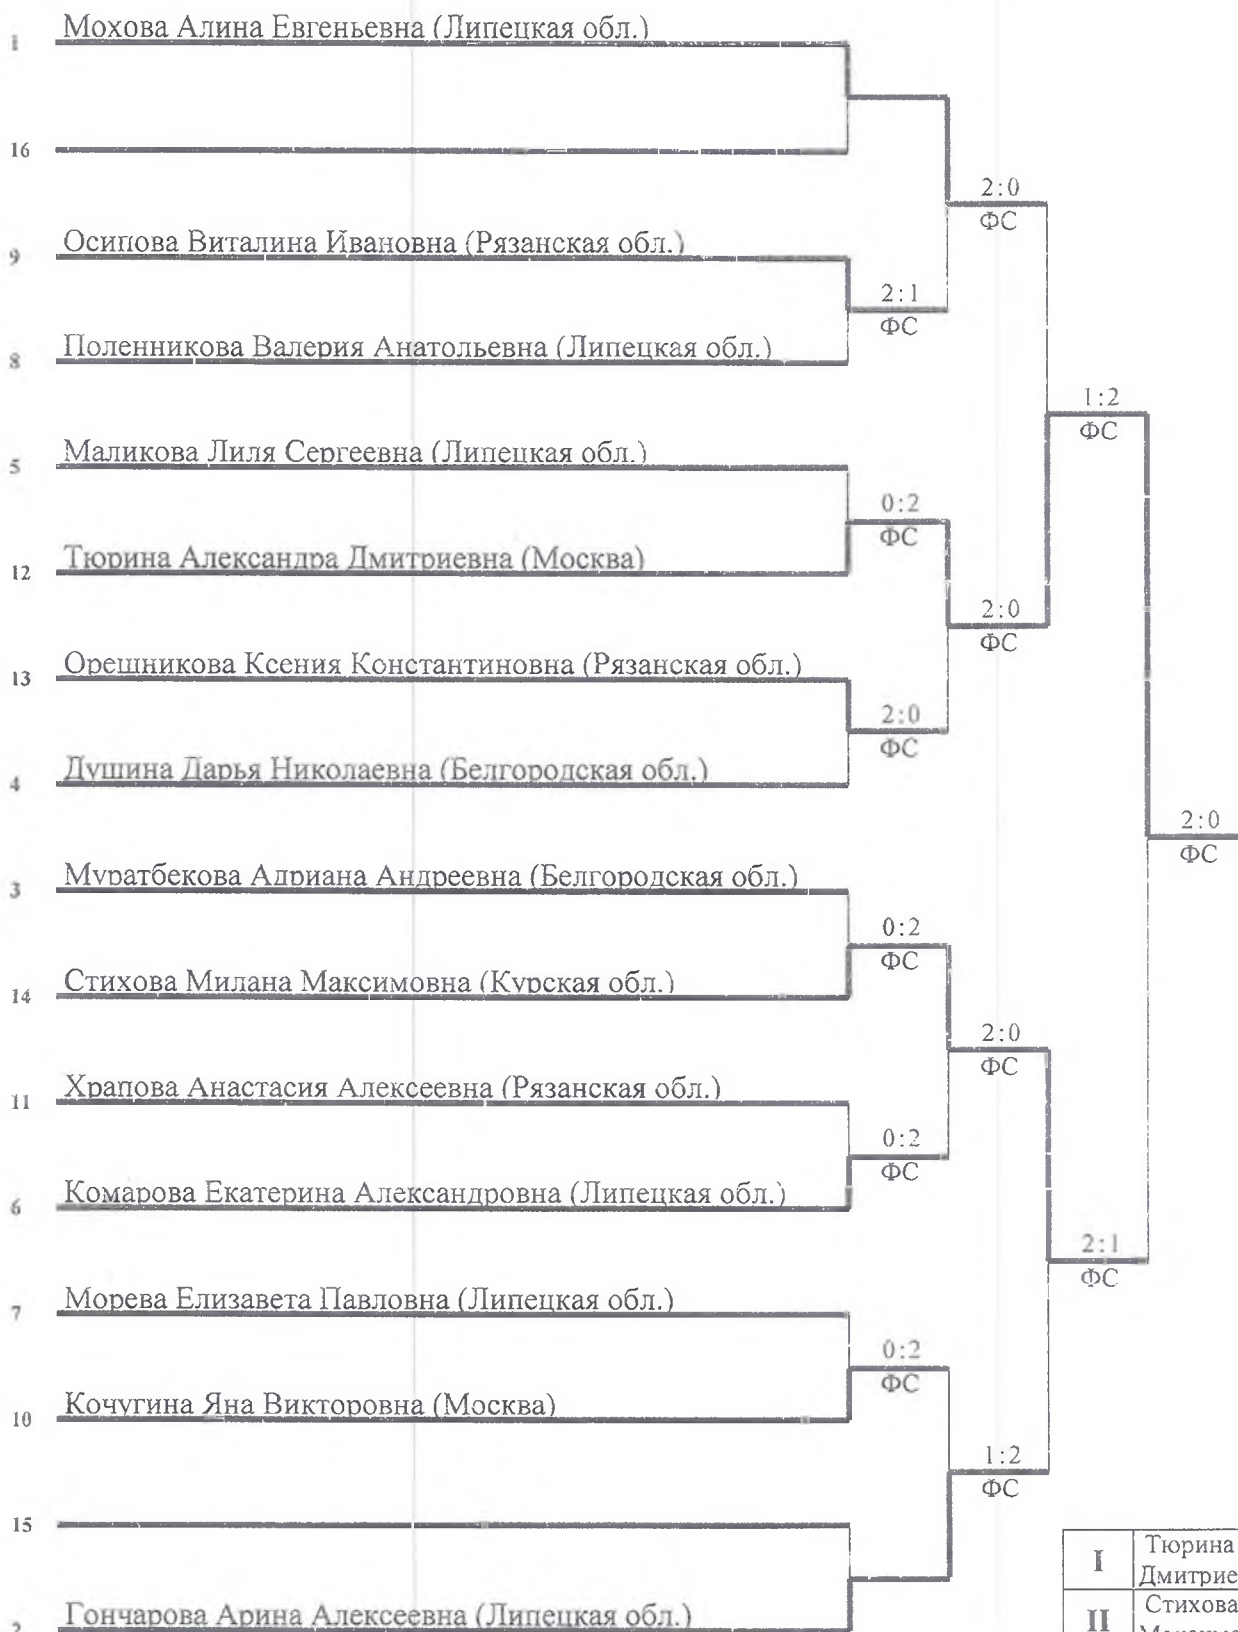 1 Мохова Алина Евгеньевна (Липецкая обл.)
16
2:0
ФС
9 Осипова Виталина Ивановна (Рязанская обл.)
2:1
ФС
8 Поленникова Валерия Анатольевна (Липецкая обл.)
1:2
ФС
5 Маликова Лиля Сергеевна (Липецкая обл.)
0:2
ФС
12 Тюрина Александра Дмитриевна (Москва)
2:0
ФС
13 Орешникова Ксения Константиновна (Рязанская обл.)
2:0
ФС
4 Душина Дарья Николаевна (Белгородская обл.)
2:0
ФС
3 Муратбекова Адриана Андреевна (Белгородская обл.)
0:2
ФС
14 Стихова Милана Максимовна (Курская обл.)
2:0
ФС
11 Храпова Анастасия Алексеевна (Рязанская обл.)
0:2
ФС
6 Комарова Екатерина Александровна (Липецкая обл.)
2:1
ФС
7 Морева Елизавета Павловна (Липецкая обл.)
0:2
ФС
10 Кочугина Яна Викторовна (Москва)
1:2
ФС
15
I Тюрина
Дмитрие
2 Гончарова Арина Алексеевна (Липецкая обл.)
II Стихова